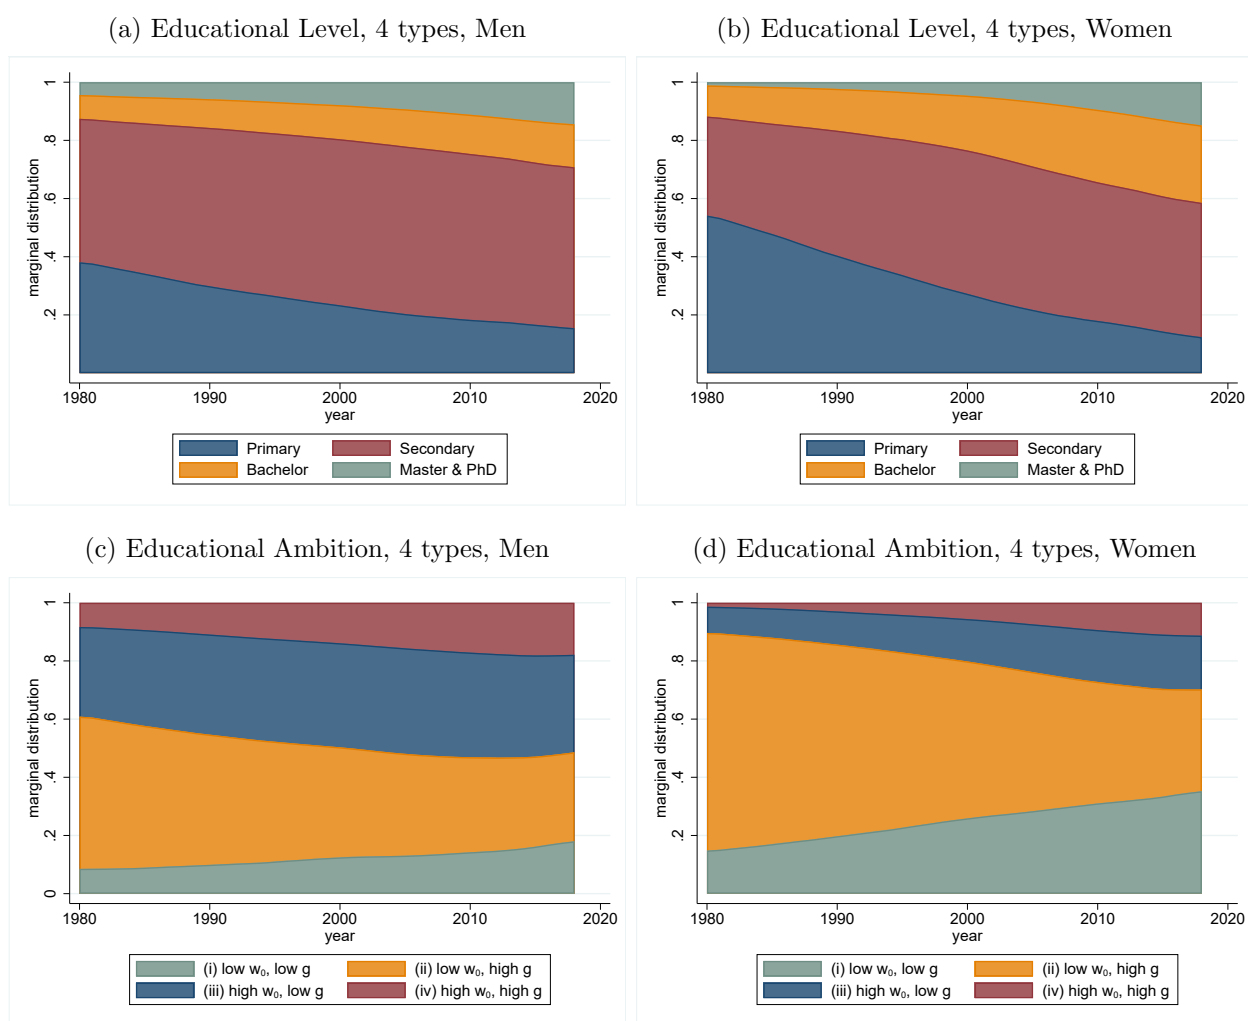 (a) Educational Level, 4 types, Men
(b) Educational Level, 4 types, Women
marginal distribution
1
.8
.6
.4
.2
1980 1990 2000 2010 2020
year
Primary Secondary
Bachelor Master & PhD
marginal distribution
1
.8
.6
.4
.2
1980 1990 2000 2010 2020
year
Primary Secondary
Bachelor Master & PhD
(c) Educational Ambition, 4 types, Men
(d) Educational Ambition, 4 types, Women
marginal distribution
1
.8
.6
.4
.2
0
1980 1990 2000 2010 2020
year
(i) low w₀, low g (ii) low w₀, high g
(iii) high w₀, low g (iv) high w₀, high g
marginal distribution
1
.8
.6
.4
.2
1980 1990 2000 2010 2020
year
(i) low w₀, low g (ii) low w₀, high g
(iii) high w₀, low g (iv) high w₀, high g